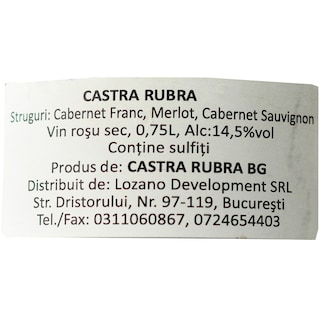 CASTRA RUBRA
Struguri: Cabernet Franc, Merlot, Cabernet Sauvignon
Vin roșu sec, 0,75L, Alc:14,5%vol
Conține sulfiți
Produs de: CASTRA RUBRA BG
Distribuit de: Lozano Development SRL
Str. Dristorului, Nr. 97-119, București
Tel./Fax: 0311060867, 0724654403